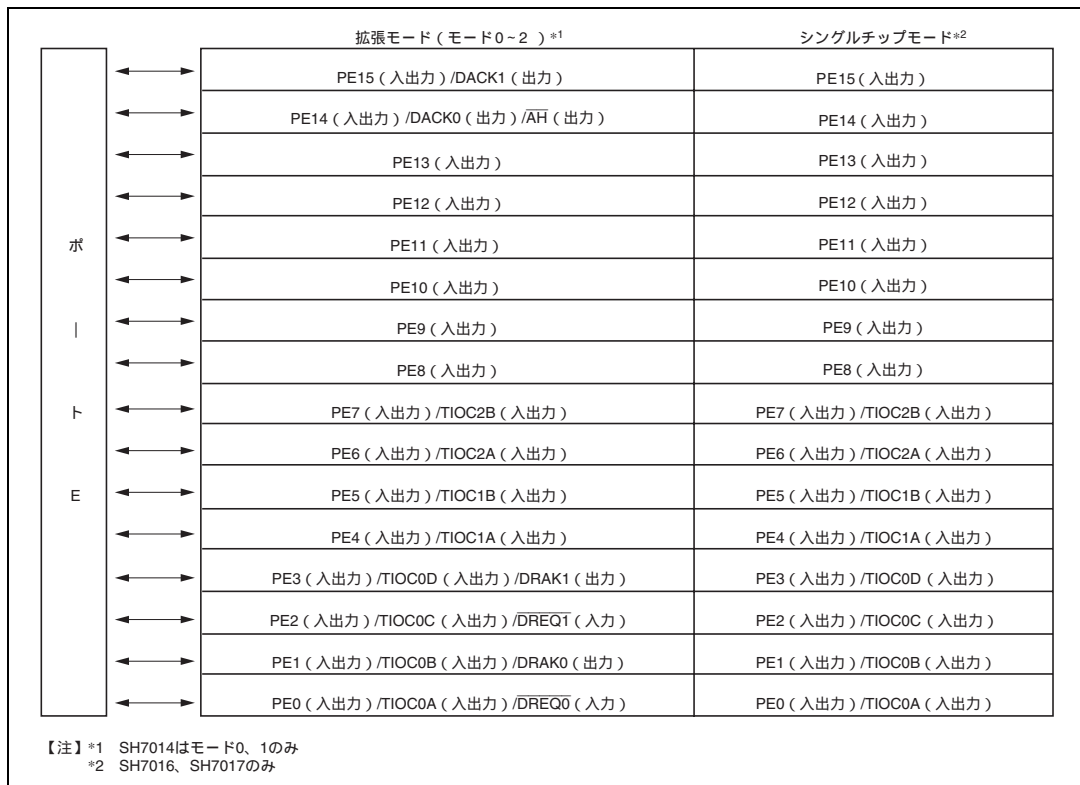 拡張モード（モード0~2 ）*1 シングルチップモード*2
PE15（入出力）/DACK1（出力） PE15（入出力）
PE14（入出力）/DACK0（出力）/A̅H̅（出力） PE14（入出力）
PE13（入出力） PE13（入出力）
PE12（入出力） PE12（入出力）
ポ PE11（入出力） PE11（入出力）
PE10（入出力） PE10（入出力）
ー PE9（入出力） PE9（入出力）
PE8（入出力） PE8（入出力）
ト PE7（入出力）/TIOC2B（入出力） PE7（入出力）/TIOC2B（入出力）
PE6（入出力）/TIOC2A（入出力） PE6（入出力）/TIOC2A（入出力）
E PE5（入出力）/TIOC1B（入出力） PE5（入出力）/TIOC1B（入出力）
PE4（入出力）/TIOC1A（入出力） PE4（入出力）/TIOC1A（入出力）
PE3（入出力）/TIOC0D（入出力）/DRAK1（出力） PE3（入出力）/TIOC0D（入出力）
PE2（入出力）/TIOC0C（入出力）/D̅R̅E̅Q̅1̅（入力） PE2（入出力）/TIOC0C（入出力）
PE1（入出力）/TIOC0B（入出力）/DRAK0（出力） PE1（入出力）/TIOC0B（入出力）
PE0（入出力）/TIOC0A（入出力）/D̅R̅E̅Q̅0̅（入力） PE0（入出力）/TIOC0A（入出力）
【注】*1 SH7014はモード0、1のみ
*2 SH7016、SH7017のみ